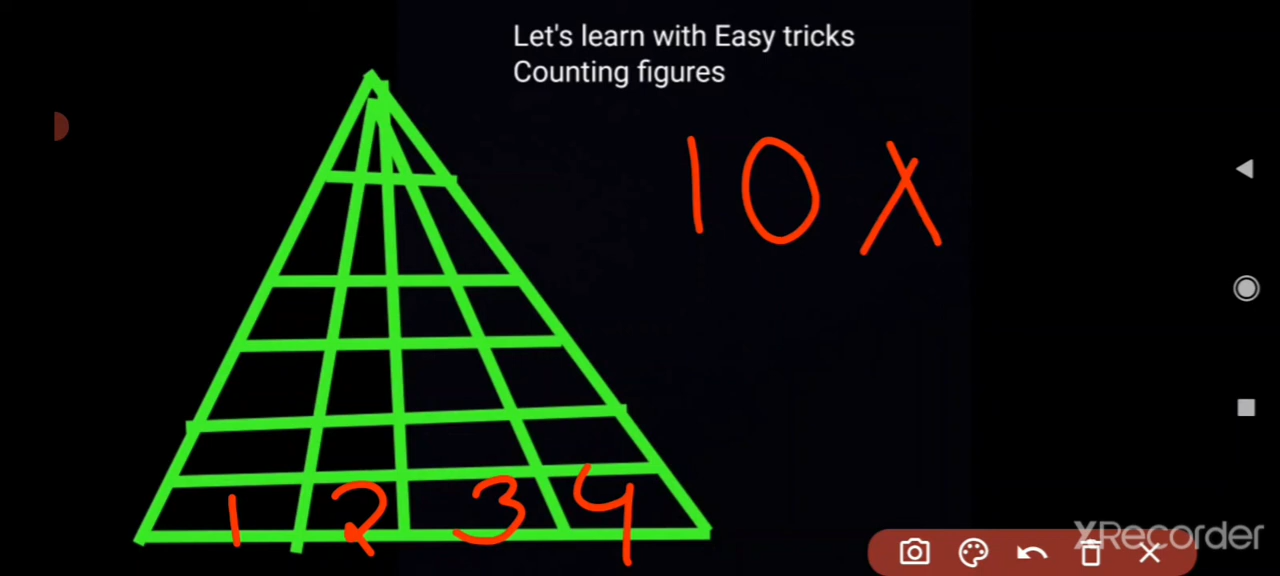 Let's learn with Easy tricks
Counting figures
10 X
1 2 3 4
XRecorder